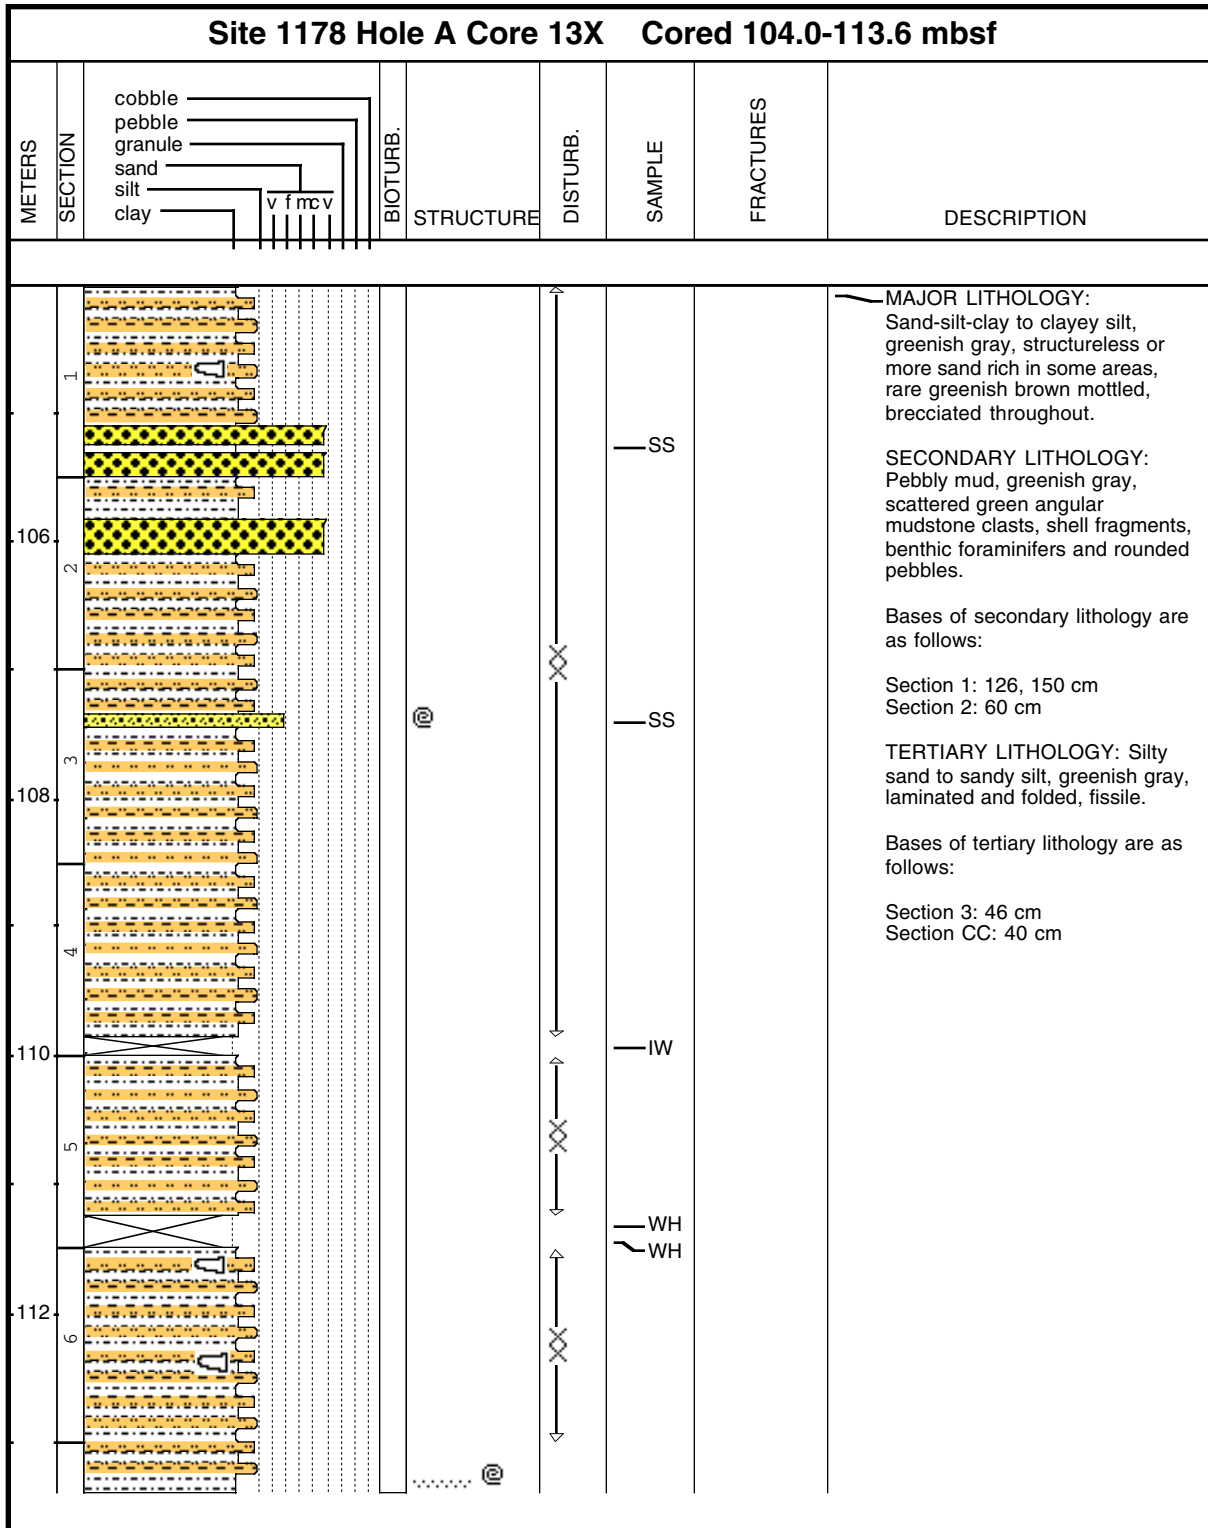 Site 1178 Hole A Core 13X    Cored 104.0-113.6 mbsf
METERS
SECTION
cobble
pebble
granule
sand
silt
clay
v f m c v
BIOTURB.
STRUCTURE
DISTURB.
SAMPLE
FRACTURES
DESCRIPTION
1
106
2
3
108
4
110
5
112
6
@
@
SS
SS
IW
WH
WH
MAJOR LITHOLOGY:
Sand-silt-clay to clayey silt,
greenish gray, structureless or
more sand rich in some areas,
rare greenish brown mottled,
brecciated throughout.
SECONDARY LITHOLOGY:
Pebbly mud, greenish gray,
scattered green angular
mudstone clasts, shell fragments,
benthic foraminifers and rounded
pebbles.
Bases of secondary lithology are
as follows:
Section 1: 126, 150 cm
Section 2: 60 cm
TERTIARY LITHOLOGY: Silty
sand to sandy silt, greenish gray,
laminated and folded, fissile.
Bases of tertiary lithology are as
follows:
Section 3: 46 cm
Section CC: 40 cm